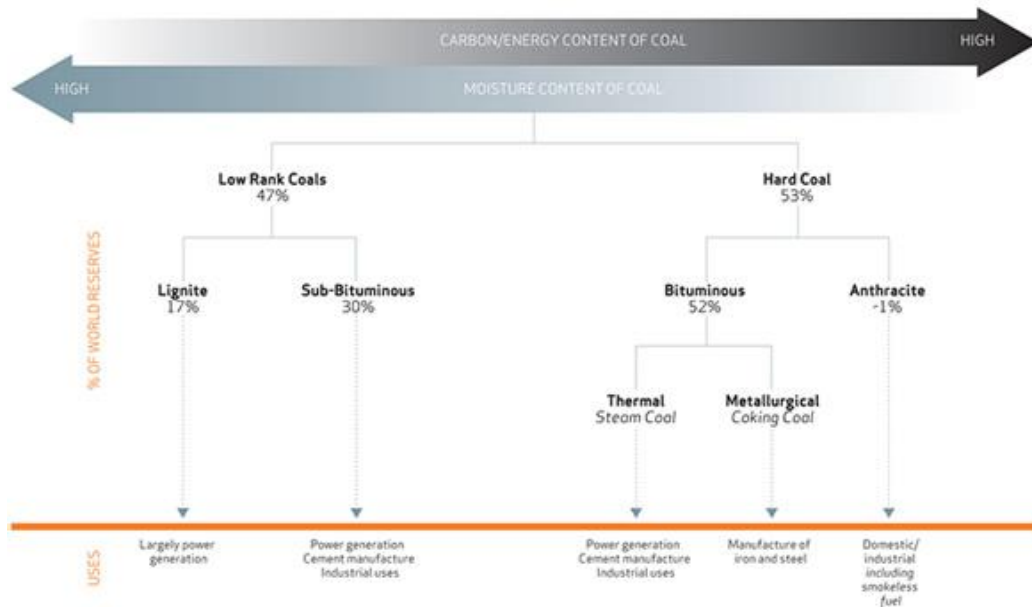 CARBON/ENERGY CONTENT OF COAL
HIGH
HIGH
MOISTURE CONTENT OF COAL
Low Rank Coals
47%
Hard Coal
53%
% OF WORLD RESERVES
Lignite
17%
Sub-Bituminous
30%
Bituminous
52%
Anthracite
-1%
Thermal
Steam Coal
Metallurgical
Coking Coal
USES
Largely power
generation
Power generation
Cement manufacture
Industrial uses
Power generation
Cement manufacture
Industrial uses
Manufacture of
iron and steel
Domestic/
industrial
including
smokeless
fuel